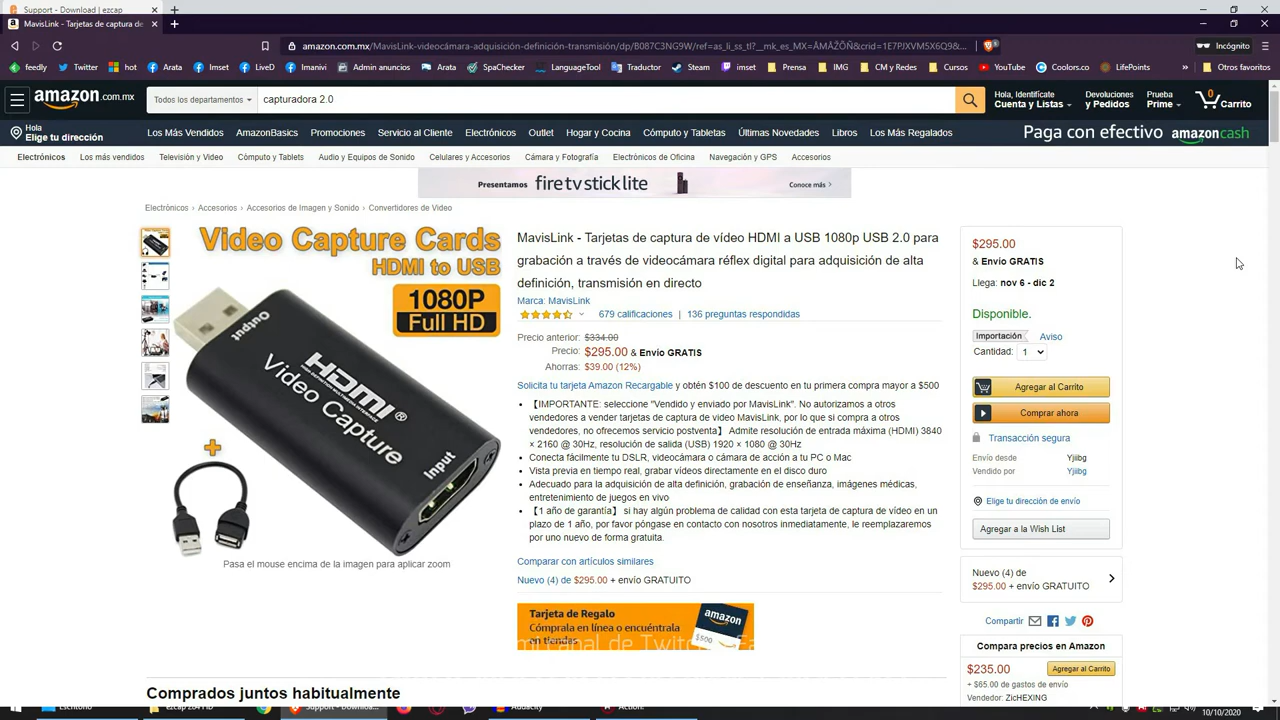 Support - Download | ezcap
MavisLink - Tarjetas de captura de
amazon.com.mx/MavisLink-videocámara-adquisición-definición-transmisión/dp/B087C3NG9W/ref=as_li_ss_tl?__mk_es_MX=ÅMÅŽÕÑ&crid=1E7PJXVM5X6Q9&...
Incógnito
feedly Twitter hot Arata Imset LiveD Imanivi Admin anuncios Arata SpaChecker LanguageTool Traductor Steam imset Prensa IMG CM y Redes Cursos YouTube Coolors.co LifePoints Otros favoritos
amazon.com.mx
Todos los departamentos
capturadora 2.0
Hola, Identifícate
Cuenta y Listas
Devoluciones
y Pedidos
Prueba
Prime
0
Carrito
Hola
Elige tu dirección
Los Más Vendidos AmazonBasics Promociones Servicio al Cliente Electrónicos Outlet Hogar y Cocina Cómputo y Tabletas Últimas Novedades Libros Los Más Regalados
Paga con efectivo amazoncash
Electrónicos Los más vendidos Televisión y Video Cómputo y Tablets Audio y Equipos de Sonido Celulares y Accesorios Cámara y Fotografía Electrónicos de Oficina Navegación y GPS Accesorios
Presentamos fire tv stick lite Conoce más ›
Electrónicos › Accesorios › Accesorios de Imagen y Sonido › Convertidores de Video
Video Capture Cards
HDMI to USB
1080P
Full HD
Output
HDMI®
Video Capture
Input
Pasa el mouse encima de la imagen para aplicar zoom
MavisLink - Tarjetas de captura de vídeo HDMI a USB 1080p USB 2.0 para
grabación a través de videocámara réflex digital para adquisición de alta
definición, transmisión en directo
Marca: MavisLink
679 calificaciones | 136 preguntas respondidas
Precio anterior: $334.00
Precio: $295.00 & Envío GRATIS
Ahorras: $39.00 (12%)
Solicita tu tarjeta Amazon Recargable y obtén $100 de descuento en tu primera compra mayor a $500
• 【IMPORTANTE: seleccione "Vendido y enviado por MavisLink". No autorizamos a otros
vendedores a vender tarjetas de captura de video MavisLink, por lo que si compra a otros
vendedores, no ofrecemos servicio postventa】 Admite resolución de entrada máxima (HDMI) 3840
× 2160 @ 30Hz, resolución de salida (USB) 1920 × 1080 @ 30Hz
• Conecta fácilmente tu DSLR, videocámara o cámara de acción a tu PC o Mac
• Vista previa en tiempo real, grabar vídeos directamente en el disco duro
• Adecuado para la adquisición de alta definición, grabación de enseñanza, imágenes médicas,
entretenimiento de juegos en vivo
• 【1 año de garantía】 si hay algún problema de calidad con esta tarjeta de captura de vídeo en un
plazo de 1 año, por favor póngase en contacto con nosotros inmediatamente, le reemplazaremos
por uno nuevo de forma gratuita.
Comparar con artículos similares
Nuevo (4) de $295.00 + envío GRATUITO
Tarjeta de Regalo
Cómprala en línea o encuéntrala
en tiendas
amazon
$500
mi canal de Twitch
$295.00
& Envío GRATIS
Llega: nov 6 - dic 2
Disponible.
Importación Aviso
Cantidad: 1
Agregar al Carrito
Comprar ahora
Transacción segura
Envío desde Yjiibg
Vendido por Yjiibg
Elige tu dirección de envío
Agregar a la Wish List
Nuevo (4) de
$295.00 + envío GRATUITO
Compartir
Compara precios en Amazon
$235.00
Agregar al Carrito
+ $65.00 de gastos de envío
Vendedor: ZicHEXING
Comprados juntos habitualmente
Escritorio
Support - Downloa...
Audacity
Action!
10/10/2020